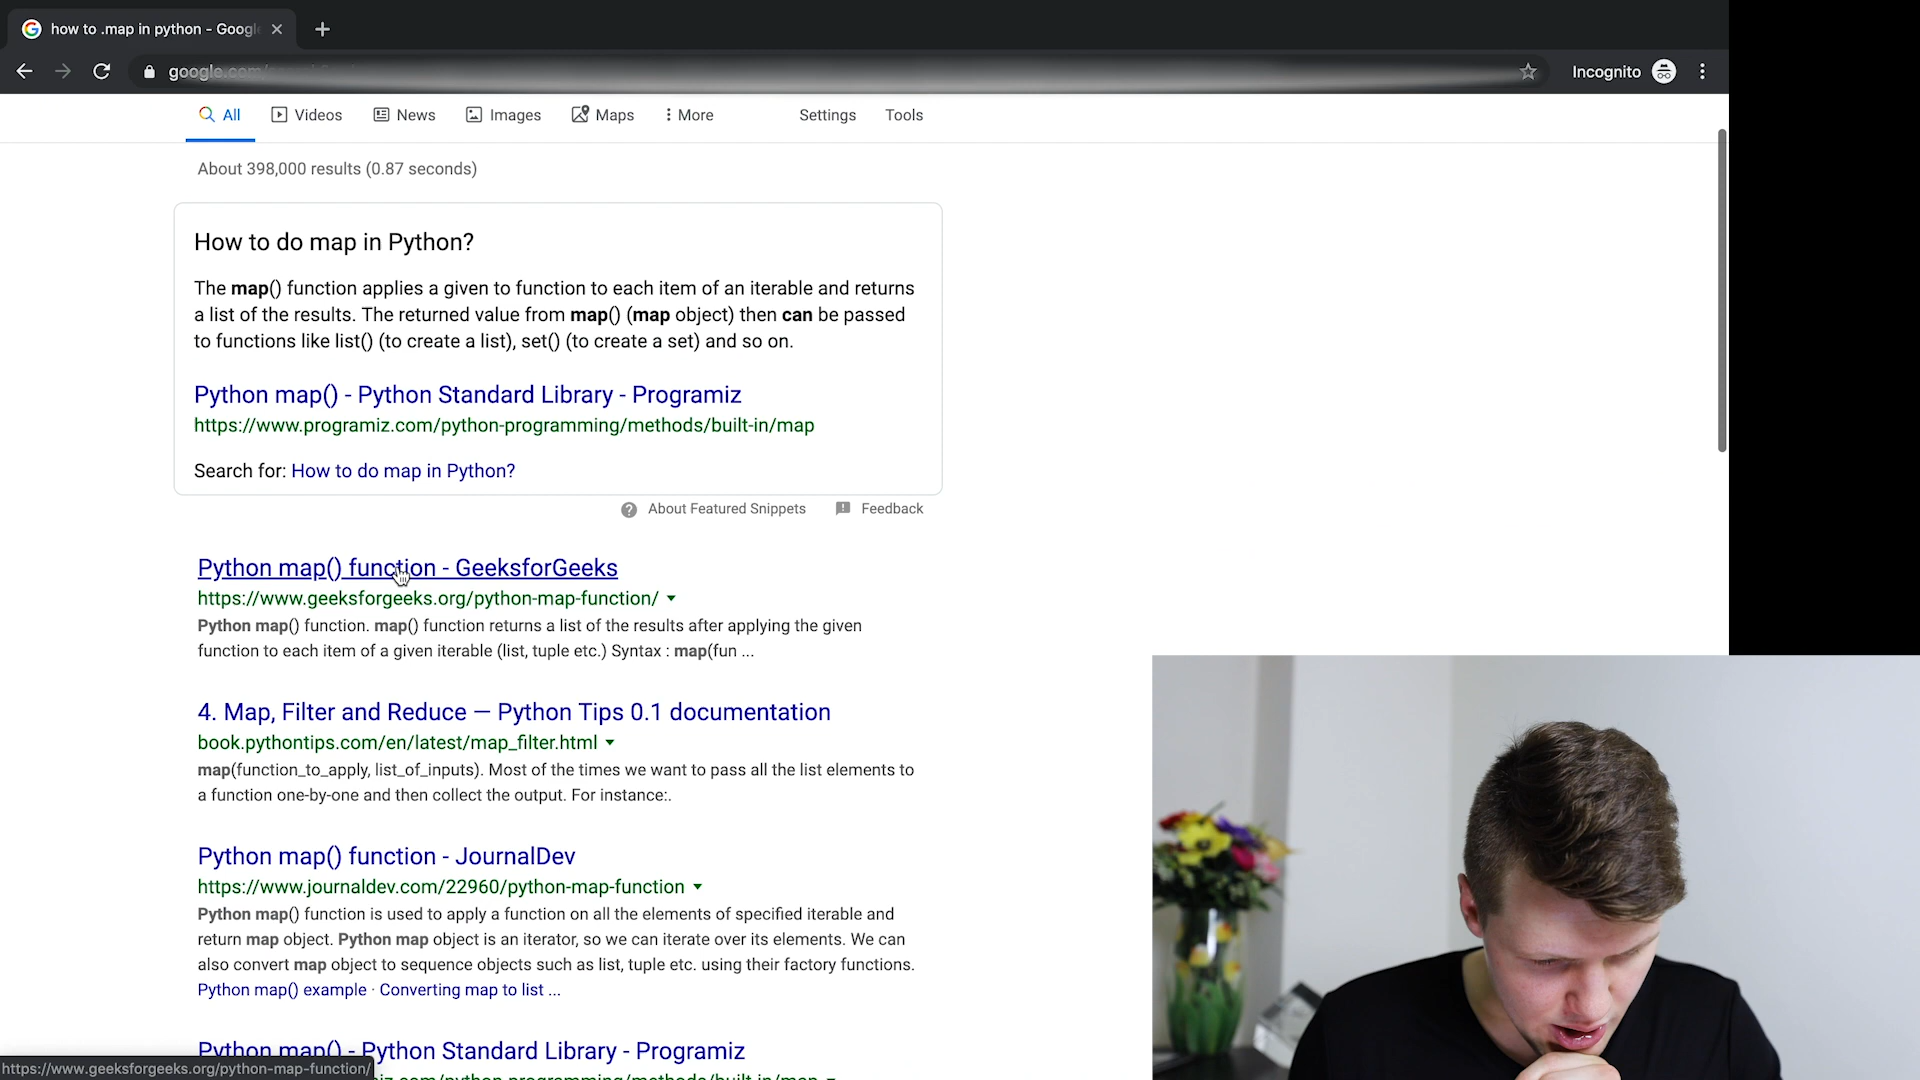 how to .map in python - Googl
google.com
Incognito
All
Videos
News
Images
Maps
More
Settings
Tools
About 398,000 results (0.87 seconds)
How to do map in Python?
The map() function applies a given to function to each item of an iterable and returns
a list of the results. The returned value from map() (map object) then can be passed
to functions like list() (to create a list), set() (to create a set) and so on.
Python map() - Python Standard Library - Programiz
https://www.programiz.com/python-programming/methods/built-in/map
Search for: How to do map in Python?
About Featured Snippets
Feedback
Python map() function - GeeksforGeeks
https://www.geeksforgeeks.org/python-map-function/
Python map() function. map() function returns a list of the results after applying the given
function to each item of a given iterable (list, tuple etc.) Syntax : map(fun ...
4. Map, Filter and Reduce — Python Tips 0.1 documentation
book.pythontips.com/en/latest/map_filter.html
map(function_to_apply, list_of_inputs). Most of the times we want to pass all the list elements to
a function one-by-one and then collect the output. For instance:.
Python map() function - JournalDev
https://www.journaldev.com/22960/python-map-function
Python map() function is used to apply a function on all the elements of specified iterable and
return map object. Python map object is an iterator, so we can iterate over its elements. We can
also convert map object to sequence objects such as list, tuple etc. using their factory functions.
Python map() example · Converting map to list ...
Python map() - Python Standard Library - Programiz
https://www.geeksforgeeks.org/python-map-function/
iz.com/python-programming/methods/built-in/map